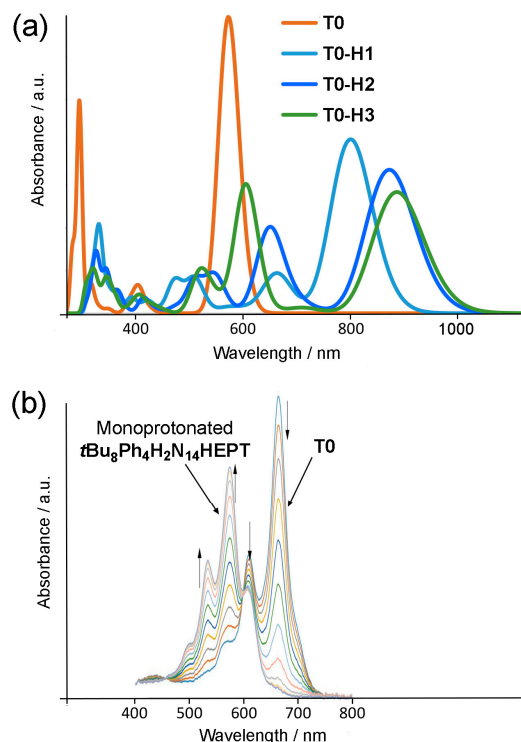 (a)
T0
T0-H1
T0-H2
T0-H3
Absorbance / a.u.
400
600
800
1000
Wavelength / nm
(b)
Monoprotonated
tBu₈Ph₄H₂N₁₄HEPT
T0
Absorbance / a.u.
400
500
600
700
800
Wavelength / nm